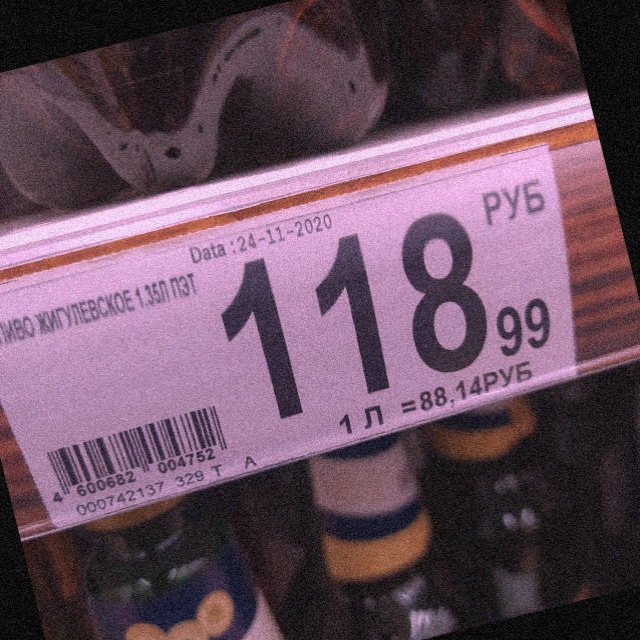 Data :24-11-2020
ПИВО ЖИГУЛЕВСКОЕ 1.35Л ПЭТ
118 99 РУБ
1 Л =88.14РУБ
4 600682 004752
000742137 329 Т А